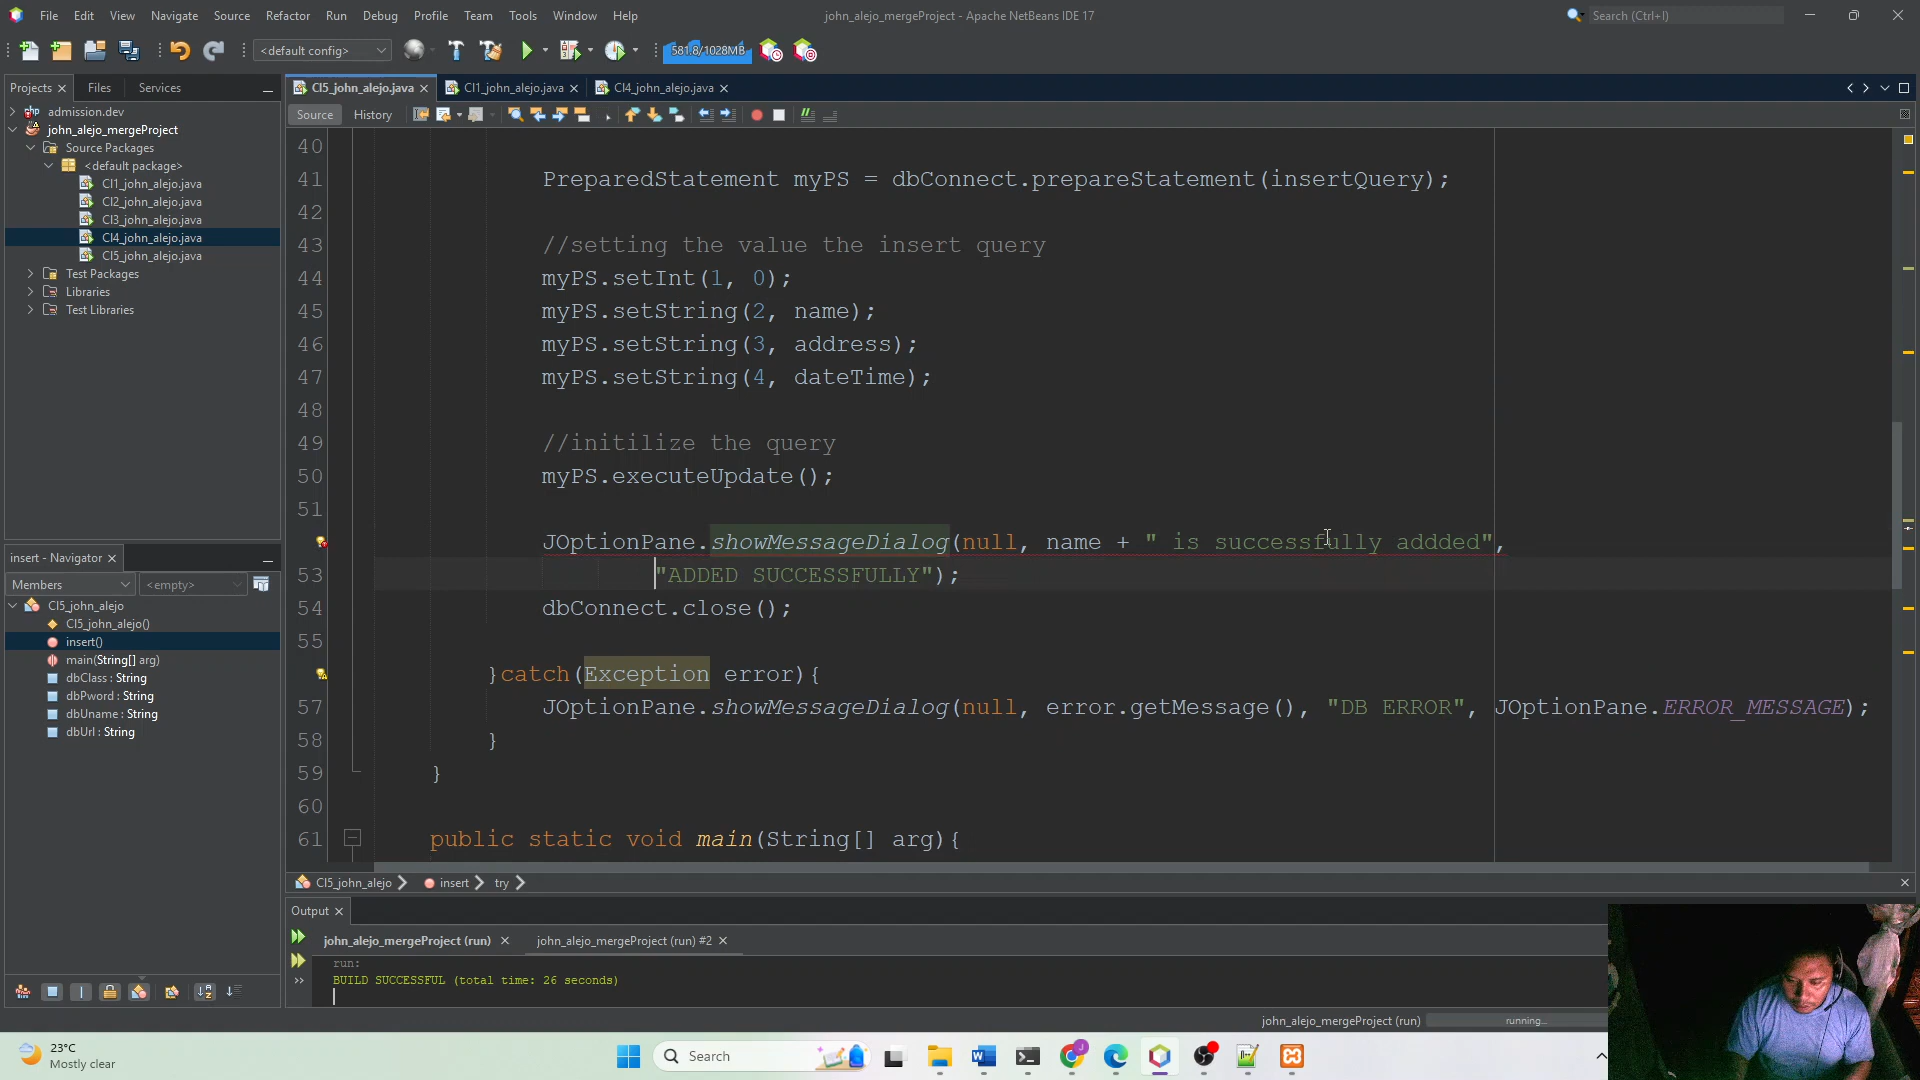 File Edit View Navigate Source Refactor Run Debug Profile Team Tools Window Help
john_alejo_mergeProject - Apache NetBeans IDE 17
Search (Ctrl+I)
<default config>
581.8/1028MB
Projects
Files
Services
CI5_john_alejo.java
CI1_john_alejo.java
CI4_john_alejo.java
Source
History
admission.dev
john_alejo_mergeProject
Source Packages
<default package>
CI1_john_alejo.java
CI2_john_alejo.java
CI3_john_alejo.java
CI4_john_alejo.java
CI5_john_alejo.java
Test Packages
Libraries
Test Libraries
40
41 PreparedStatement myPS = dbConnect.prepareStatement(insertQuery);
42
43 //setting the value the insert query
44 myPS.setInt(1, 0);
45 myPS.setString(2, name);
46 myPS.setString(3, address);
47 myPS.setString(4, dateTime);
48
49 //initilize the query
50 myPS.executeUpdate();
51
JOptionPane.showMessageDialog(null, name + " is successfully addded",
53 "ADDED SUCCESSFULLY");
54 dbConnect.close();
55
}catch(Exception error){
57 JOptionPane.showMessageDialog(null, error.getMessage(), "DB ERROR", JOptionPane.ERROR_MESSAGE);
58 }
59 }
60
61 public static void main(String[] arg){
insert - Navigator
Members
<empty>
CI5_john_alejo
CI5_john_alejo()
insert()
main(String[] arg)
dbClass : String
dbPword : String
dbUname : String
dbUrl : String
CI5_john_alejo
insert
try
Output
john_alejo_mergeProject (run)
john_alejo_mergeProject (run) #2
run:
BUILD SUCCESSFUL (total time: 26 seconds)
john_alejo_mergeProject (run)
running...
23°C
Mostly clear
Search